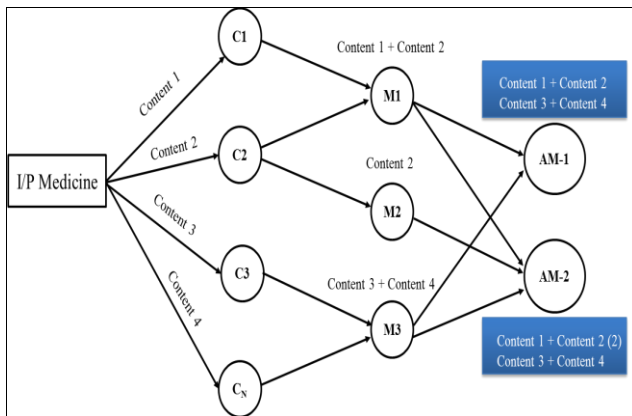 C1
Content 1 + Content 2
Content 1
M1
Content 1 + Content 2
Content 3 + Content 4
Content 2
C2
AM-1
I/P Medicine
Content 2
M2
Content 3
C3
Content 3 + Content 4
AM-2
Content 4
M3
Content 1 + Content 2 (2)
Content 3 + Content 4
C_N